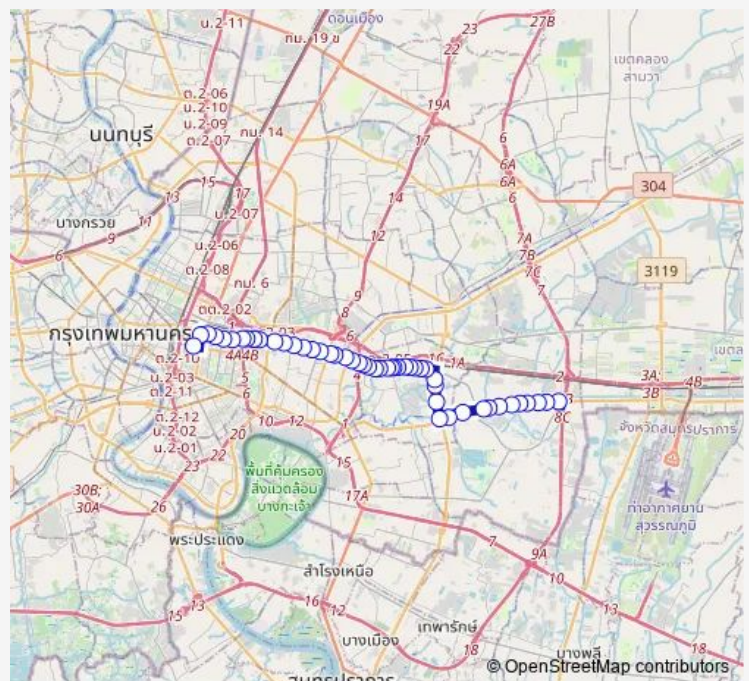 น.2-11
กม. 19 ข
ดอนเมือง
27B
23
22
เขตคลอง
สามวา
ต.2-06
น.2-10
น.2-09
ต.2-07
19A
กม. 14
17
นนทบุรี
6
15
13
17
6A
6A
304
น.2-07
14
6
บางกรวย
11
13
9
6
น.2-06
12
7A
7B
7C
3119
ต.2-08
กม. 6
9
8
7
ตต.2-02
6
กรุงเทพมหานคร
4A4B
16
1A
ต.2-10
น.2-03
ต.2-11
5
6
2
3A;
4B
3B
8C
ต.2-12
น.2-02
น.2-01
20
10
12
1
จังหวัดสมุทรปราการ
22
23
15
พื้นที่คุ้มครอง
สิ่งแวดล้อม
บางกะเจ้า
30B;
30A
26
17A
ท่าอากาศยาน
สุวรรณภูมิ
พระประแดง
7
9A
สำโรงเหนือ
10
15
13
16
12
13
เทพารักษ์
18
บางเมือง
18
บางพลี
© OpenStreetMap contributors